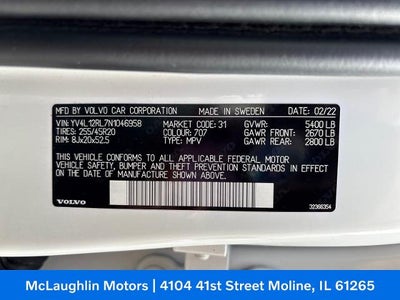 MFD. BY VOLVO CAR CORPORATION MADE IN SWEDEN 02/22
VIN: YV4L12RL7N1046958 MARKET CODE: 31 GVWR: 5400 LB
TIRES: 255/45R20 COLOUR: 707 GAWR FRONT: 2670 LB
RIM: 8Jx20x52.5 TYPE: MPV GAWR REAR: 2800 LB
THIS VEHICLE CONFORMS TO ALL APPLICABLE FEDERAL MOTOR
VEHICLE SAFETY, BUMPER, AND THEFT PREVENTION STANDARDS
IN EFFECT ON THE DATE OF MANUFACTURE SHOWN ABOVE.
VOLVO 32366354
McLaughlin Motors | 4104 41st Street Moline, IL 61265